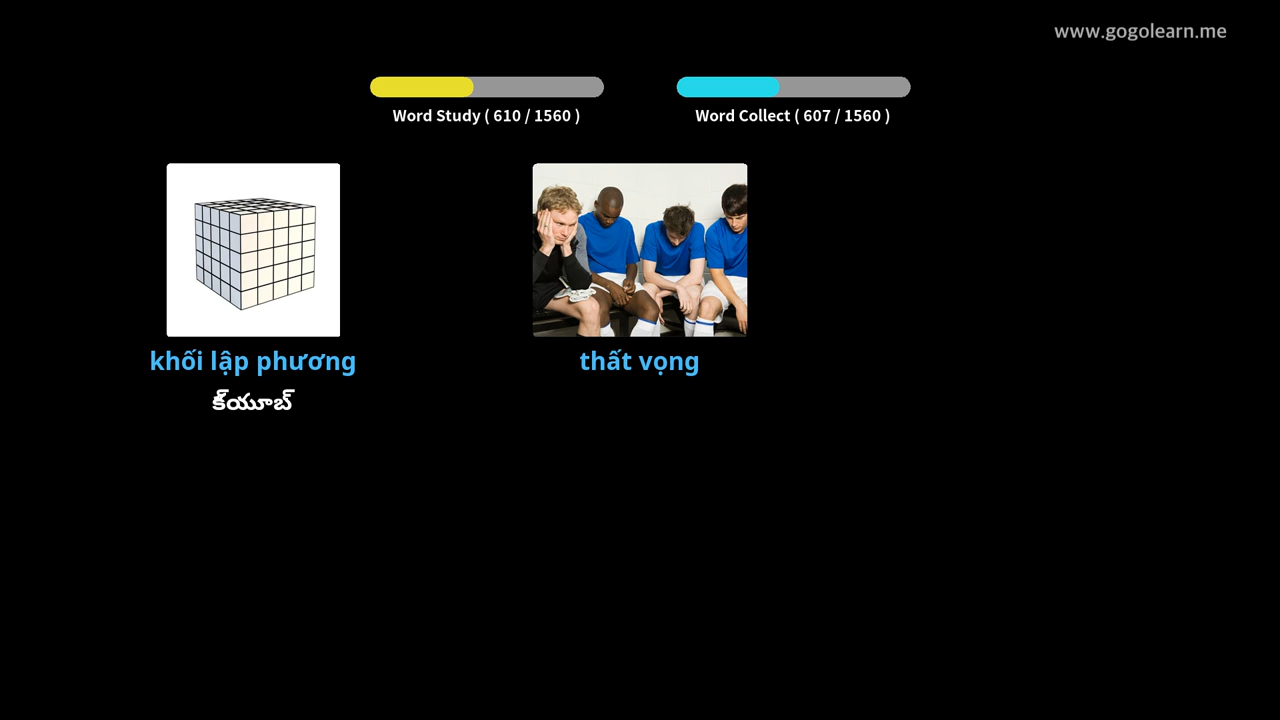 www.gogolearn.me
Word Study ( 610 / 1560 )
Word Collect ( 607 / 1560 )
khối lập phương
thất vọng
క్యూబ్